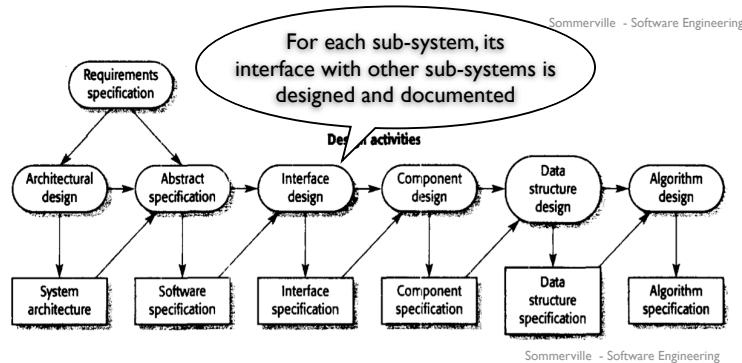 Sommerville - Software Engineering
For each sub-system, its
interface with other sub-systems is
designed and documented
Requirements
specification
activities
Architectural
design
Abstract
specification
Interface
design
Component
design
Data
structure
design
Algorithm
design
System
architecture
Software
specification
Interface
specification
Component
specification
Data
structure
specification
Algorithm
specification
Sommerville - Software Engineering